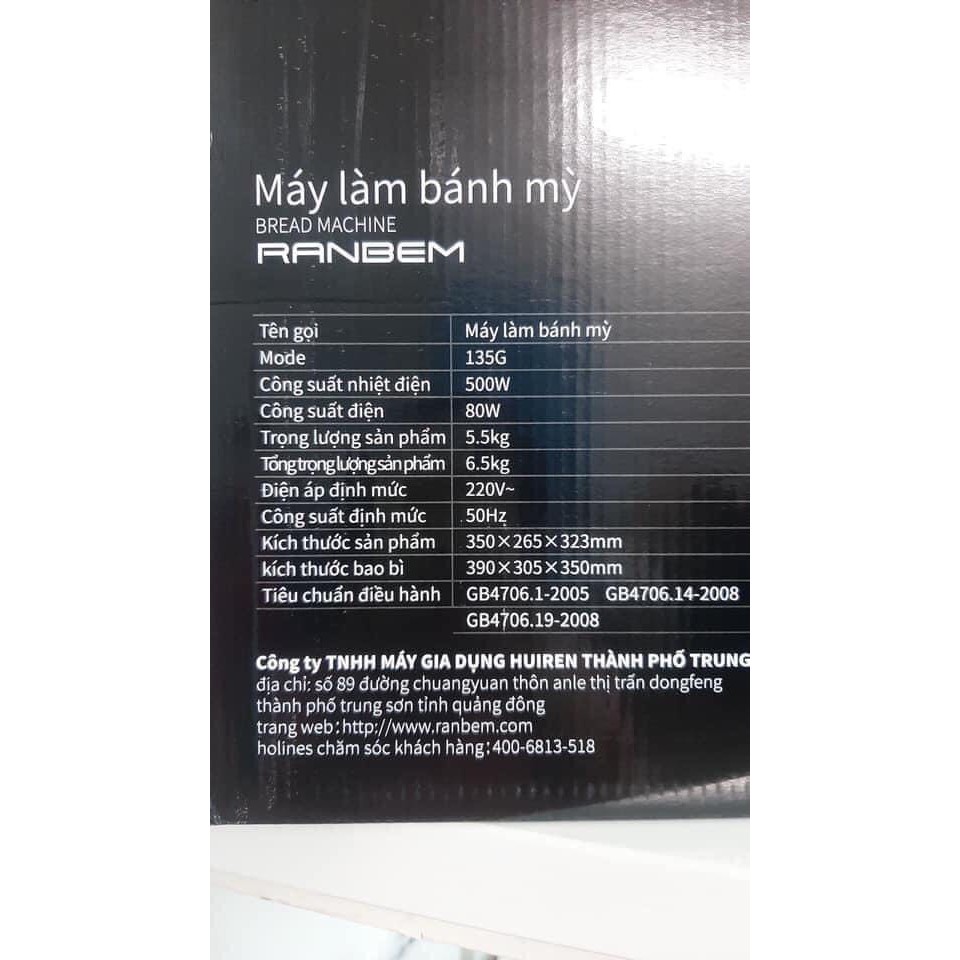 Máy làm bánh mỳ
BREAD MACHINE
RANBEM
Tên gọi Máy làm bánh mỳ
Mode 135G
Công suất nhiệt điện 500W
Công suất điện 80W
Trọng lượng sản phẩm 5.5kg
Tổng trọng lượng sản phẩm 6.5kg
Điện áp định mức 220V~
Công suất định mức 50Hz
Kích thước sản phẩm 350×265×323mm
kích thước bao bì 390×305×350mm
Tiêu chuẩn điều hành GB4706.1-2005 GB4706.14-2008
GB4706.19-2008
Công ty TNHH MÁY GIA DỤNG HUIREN THÀNH PHỐ TRUNG
địa chỉ: số 89 đường chuangyuan thôn anle thị trấn dongfeng
thành phố trung sơn tỉnh quảng đông
trang web:http://www.ranbem.com
holines chăm sóc khách hàng:400-6813-518